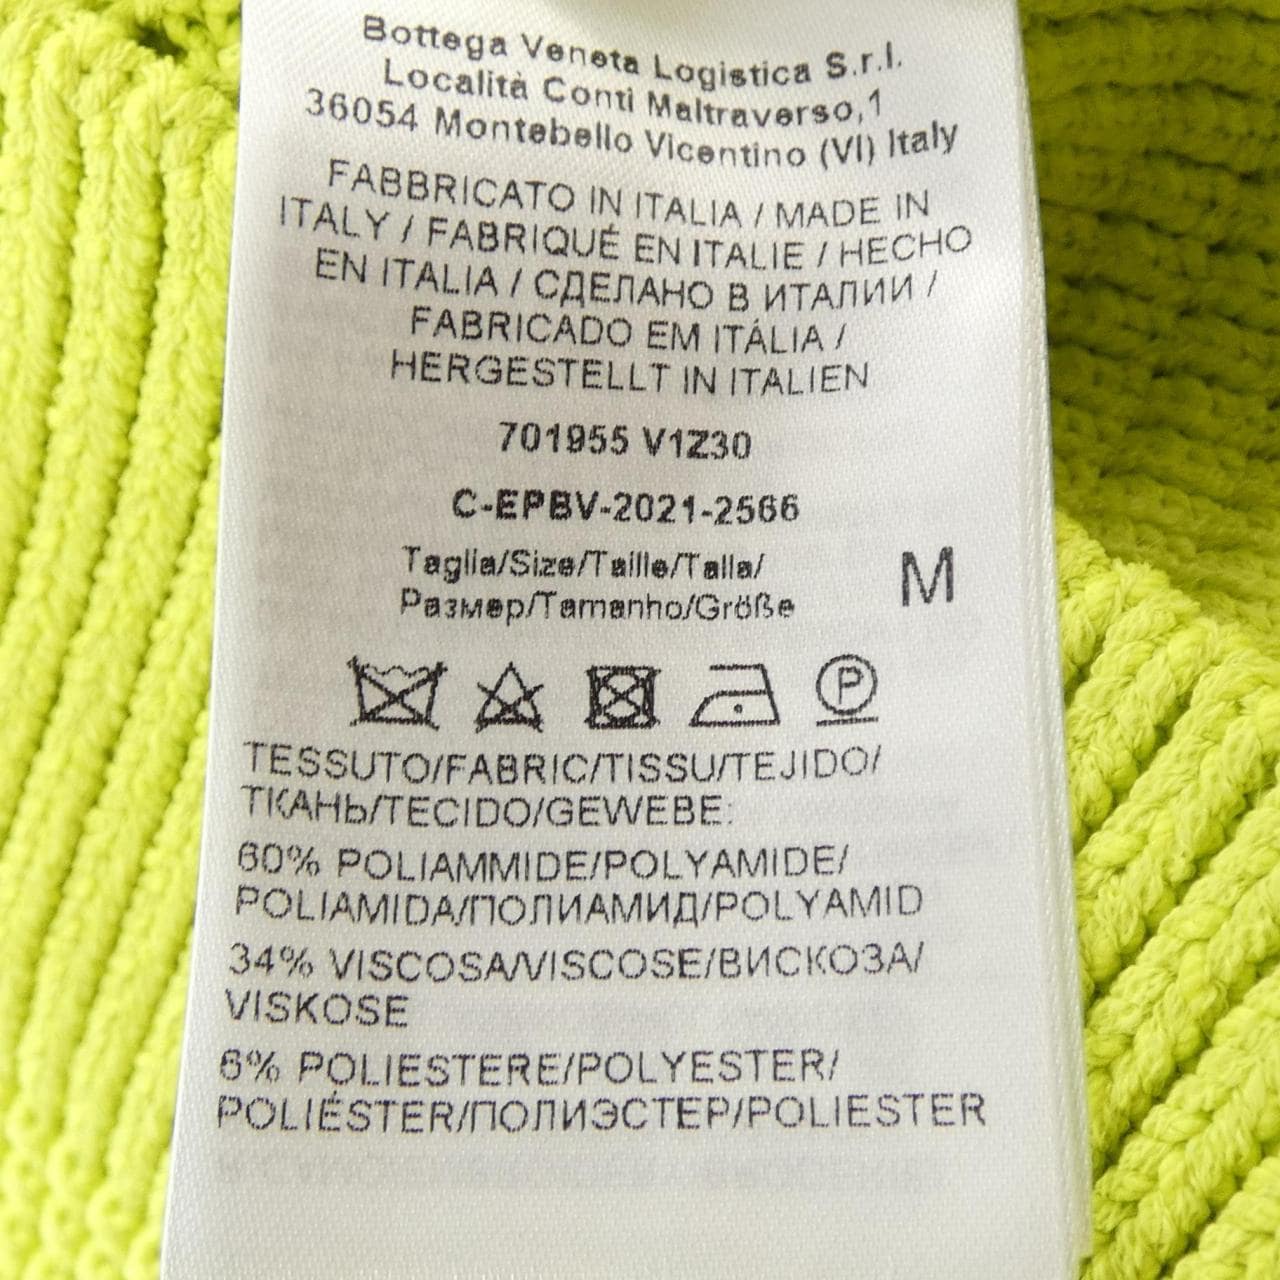 Bottega Veneta Logistica S.r.l.
Località Conti Maltraverso,1
36054 Montebello Vicentino (VI) Italy
FABBRICATO IN ITALIA / MADE IN
ITALY / FABRIQUÉ EN ITALIE / HECHO
EN ITALIA / СДЕЛАНО В ИТАЛИИ /
FABRICADO EM ITÁLIA /
HERGESTELLT IN ITALIEN
701955 V1Z30
C-EPBV-2021-2566
Taglia/Size/Taille/Talla/
Размер/Tamanho/Größe
M
P
TESSUTO/FABRIC/TISSU/TEJIDO/
ТКАНЬ/TECIDO/GEWEBE:
60% POLIAMMIDE/POLYAMIDE/
POLIAMIDA/ПОЛИАМИД/POLYAMID
34% VISCOSA/VISCOSE/ВИСКОЗА/
VISKOSE
6% POLIESTERE/POLYESTER/
POLIÉSTER/ПОЛИЭСТЕР/POLIESTER